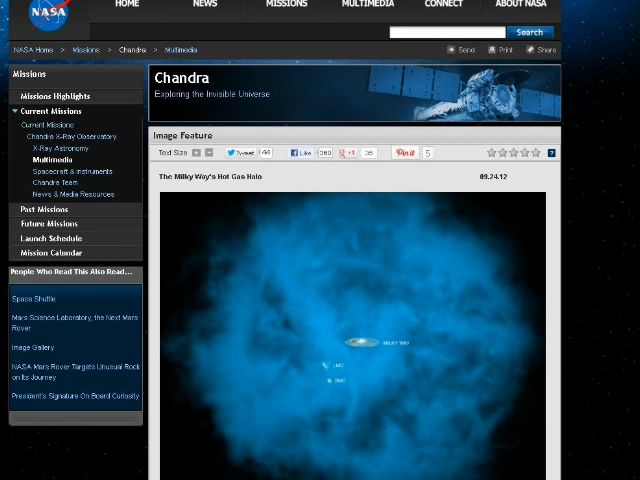 NASA
HOME NEWS MISSIONS MULTIMEDIA CONNECT ABOUT NASA
Search
NASA Home > Missions > Chandra > Multimedia
Send Print Share
Missions
Missions Highlights
Current Missions
Current Missions
Chandra X-Ray Observatory
X-Ray Astronomy
Multimedia
Spacecraft & Instruments
Chandra Team
News & Media Resources
Past Missions
Future Missions
Launch Schedule
Mission Calendar
People Who Read This Also Read...
Space Shuttle
Mars Science Laboratory, the Next Mars
Rover
Image Gallery
NASA Mars Rover Targets Unusual Rock
on Its Journey
President's Signature On Board Curiosity
Chandra
Exploring the Invisible Universe
Image Feature
Text Size Tweet 44 Like 360 +1 36 Pin it 5 ?
The Milky Way's Hot Gas Halo 09.24.12
MILKY WAY
LMC
SMC